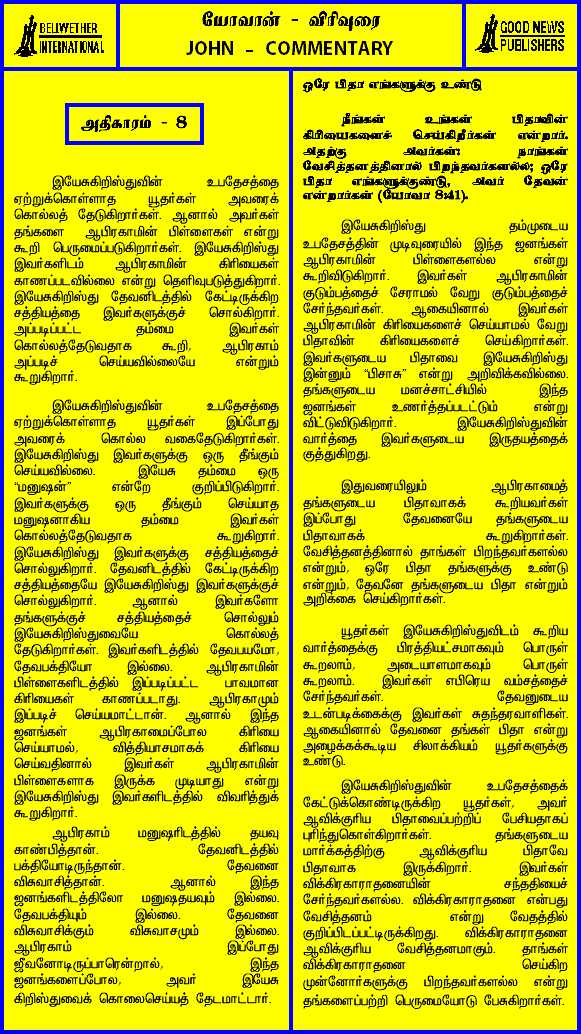 BELWETHER
INTERNATIONAL
யோவான் - விரிவுரை
JOHN - COMMENTARY
GOOD NEWS
PUBLISHERS
அதிகாரம் - 8
இயேசுகிறிஸ்துவின் உபதேசத்தை
ஏற்றுக்கொள்ளாத யூதர்கள் அவரைக்
கொல்லத் தேடுகிறார்கள். ஆனால் அவர்கள்
தங்களை ஆபிரகாமின் பிள்ளைகள் என்று
கூறி பெருமைப்படுகிறார்கள். இயேசுகிறிஸ்து
இவர்களிடம் ஆபிரகாமின் கிரியைகள்
காணப்படவில்லை என்று தெளிவுபடுத்துகிறார்.
இயேசுகிறிஸ்து தேவனிடத்தில் கேட்டிருக்கிற
சத்தியத்தை இவர்களுக்குச் சொல்கிறார்.
அப்படிப்பட்ட தம்மை இவர்கள்
கொல்லத்தேடுவதாக கூறி, ஆபிரகாம்
அப்படிச் செய்யவில்லையே என்றும்
கூறுகிறார்.
இயேசுகிறிஸ்துவின் உபதேசத்தை
ஏற்றுக்கொள்ளாத யூதர்கள் இப்போது
அவரைக் கொல்ல வகைதேடுகிறார்கள்.
இயேசுகிறிஸ்து இவர்களுக்கு ஒரு தீங்கும்
செய்யவில்லை. இயேசு தம்மை ஒரு
“மனுஷன்” என்றே குறிப்பிடுகிறார்.
இவர்களுக்கு ஒரு தீங்கும் செய்யாத
மனுஷனாகிய தம்மை இவர்கள்
கொல்லத்தேடுவதாக கூறுகிறார்.
இயேசுகிறிஸ்து இவர்களுக்கு சத்தியத்தைச்
சொல்லுகிறார். தேவனிடத்தில் கேட்டிருக்கிற
சத்தியத்தையே இயேசுகிறிஸ்து இவர்களுக்குச்
சொல்லுகிறார். ஆனால் இவர்களோ
தங்களுக்குச் சத்தியத்தைச் சொல்லும்
இயேசுகிறிஸ்துவையே கொல்லத்
தேடுகிறார்கள். இவர்களிடத்தில் தேவபயமோ,
தேவபக்தியோ இல்லை. ஆபிரகாமின்
பிள்ளைகளிடத்தில் இப்படிப்பட்ட பாவமான
கிரியைகள் காணப்படாது. ஆபிரகாமும்
இப்படிச் செய்யமாட்டான். ஆனால் இந்த
ஜனங்கள் ஆபிரகாமைப்போல கிரியை
செய்யாமல், வித்தியாசமாகக் கிரியை
செய்வதினால் இவர்கள் ஆபிரகாமின்
பிள்ளைகளாக இருக்க முடியாது என்று
இயேசுகிறிஸ்து இவர்களிடத்தில் விவரித்துக்
கூறுகிறார்.
ஆபிரகாம் மனுஷரிடத்தில் தயவு
காண்பித்தான். தேவனிடத்தில்
பக்தியோடிருந்தான். தேவனை
விசுவாசித்தான். ஆனால் இந்த
ஜனங்களிடத்திலோ மனுஷதயவும் இல்லை.
தேவபக்தியும் இல்லை. தேவனை
விசுவாசிக்கும் விசுவாசமும் இல்லை.
ஆபிரகாம் இப்போது
ஜீவனோடிருப்பாரென்றால், இந்த
ஜனங்களைப்போல, அவர் இயேசு
கிறிஸ்துவைக் கொலைசெய்யத் தேடமாட்டார்.
ஒரே பிதா எங்களுக்கு உண்டு
நீங்கள் உங்கள் பிதாவின்
கிரியைகளைச் செய்கிறீர்கள் என்றார்.
அதற்கு அவர்கள்: நாங்கள்
வேசித்தனத்தினால் பிறந்தவர்களல்ல; ஒரே
பிதா எங்களுக்குண்டு, அவர் தேவன்
என்றார்கள் (யோவா 8:41).
இயேசுகிறிஸ்து தம்முடைய
உபதேசத்தின் முடிவுரையில் இந்த ஜனங்கள்
ஆபிரகாமின் பிள்ளைகளல்ல என்று
கூறிவிடுகிறார். இவர்கள் ஆபிரகாமின்
குடும்பத்தைச் சேராமல் வேறு குடும்பத்தைச்
சேர்ந்தவர்கள். ஆகையினால் இவர்கள்
ஆபிரகாமின் கிரியைகளைச் செய்யாமல் வேறு
பிதாவின் கிரியைகளைச் செய்கிறார்கள்.
இவர்களுடைய பிதாவை இயேசுகிறிஸ்து
இன்னும் “பிசாசு” என்று அறிவிக்கவில்லை.
தங்களுடைய மனச்சாட்சியில் இந்த
ஜனங்கள் உணர்த்தப்படட்டும் என்று
விட்டுவிடுகிறார். இயேசுகிறிஸ்துவின்
வார்த்தை இவர்களுடைய இருதயத்தைக்
குத்துகிறது.
இதுவரையிலும் ஆபிரகாமைத்
தங்களுடைய பிதாவாகக் கூறியவர்கள்
இப்போது தேவனையே தங்களுடைய
பிதாவாகக் கூறுகிறார்கள்.
வேசித்தனத்தினால் தாங்கள் பிறந்தவர்களல்ல
என்றும், ஒரே பிதா தங்களுக்கு உண்டு
என்றும், தேவனே தங்களுடைய பிதா என்றும்
அறிக்கை செய்கிறார்கள்.
யூதர்கள் இயேசுகிறிஸ்துவிடம் கூறிய
வார்த்தைக்கு பிரத்தியட்சமாகவும் பொருள்
கூறலாம், அடையாளமாகவும் பொருள்
கூறலாம். இவர்கள் எபிரெய வம்சத்தைச்
சேர்ந்தவர்கள். தேவனுடைய
உடன்படிக்கைக்கு இவர்கள் சுதந்தரவாளிகள்.
ஆகையினால் தேவனை தங்கள் பிதா என்று
அழைக்கக்கூடிய சிலாக்கியம் யூதர்களுக்கு
உண்டு.
இயேசுகிறிஸ்துவின் உபதேசத்தைக்
கேட்டுக்கொண்டிருக்கிற யூதர்கள், அவர்
ஆவிக்குரிய பிதாவைப்பற்றிப் பேசியதாகப்
புரிந்துகொள்கிறார்கள். தங்களுடைய
மார்க்கத்திற்கு ஆவிக்குரிய பிதாவே
பிதாவாக இருக்கிறார். இவர்கள்
விக்கிரகாராதனையின் சந்ததியைச்
சேர்ந்தவர்களல்ல. விக்கிரகாராதனை என்பது
வேசித்தனம் என்று வேதத்தில்
குறிப்பிடப்பட்டிருக்கிறது. விக்கிரகாராதனை
ஆவிக்குரிய வேசித்தனமாகும். தாங்கள்
விக்கிரகாராதனை செய்கிற
முன்னோர்களுக்கு பிறந்தவர்களல்ல என்று
தங்களைப்பற்றி பெருமையோடு பேசுகிறார்கள்.